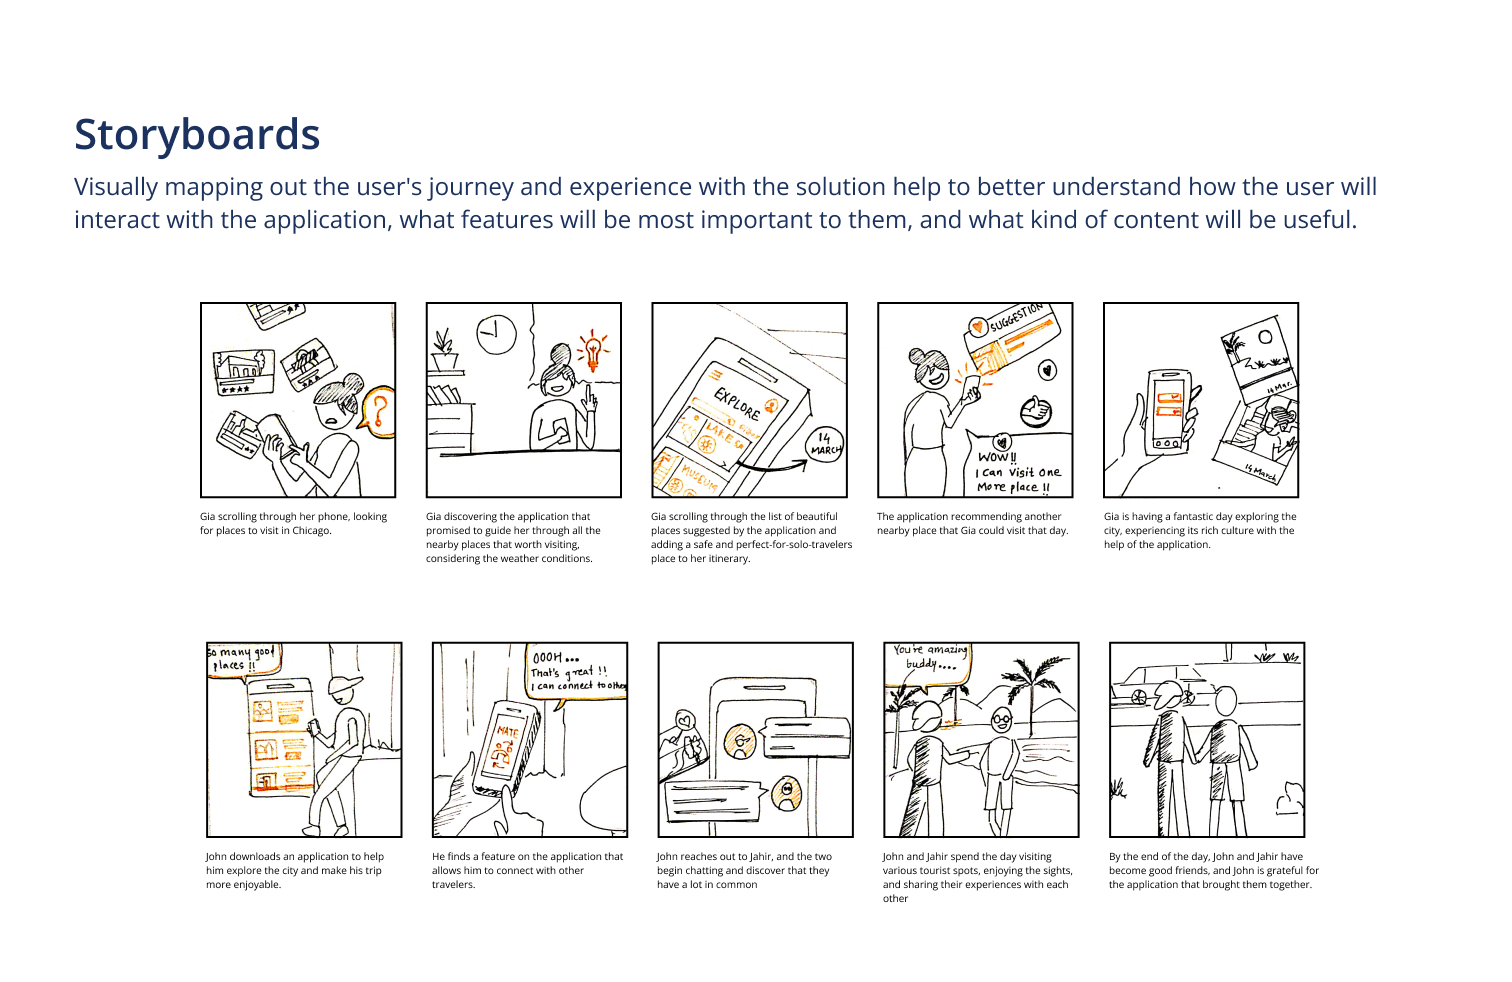 Storyboards
Visually mapping out the user's journey and experience with the solution help to better understand how the user will
interact with the application, what features will be most important to them, and what kind of content will be useful.
?
EXPLORE
LAKE
MUSEUM
14
MARCH
SUGGESTION
WOW!!
I can visit one
More place !!
14 Mar.
14 March
Gia scrolling through her phone, looking
for places to visit in Chicago.
Gia discovering the application that
promised to guide her through all the
nearby places that worth visiting,
considering the weather conditions.
Gia scrolling through the list of beautiful
places suggested by the application and
adding a safe and perfect-for-solo-travelers
place to her itinerary.
The application recommending another
nearby place that Gia could visit that day.
Gia is having a fantastic day exploring the
city, experiencing its rich culture with the
help of the application.
so many good
places !!
OOOH...
That's great !!
I can connect to other
MATE
You're amazing
buddy....
John downloads an application to help
him explore the city and make his trip
more enjoyable.
He finds a feature on the application that
allows him to connect with other
travelers.
John reaches out to Jahir, and the two
begin chatting and discover that they
have a lot in common
John and Jahir spend the day visiting
various tourist spots, enjoying the sights,
and sharing their experiences with each
other
By the end of the day, John and Jahir have
become good friends, and John is grateful for
the application that brought them together.